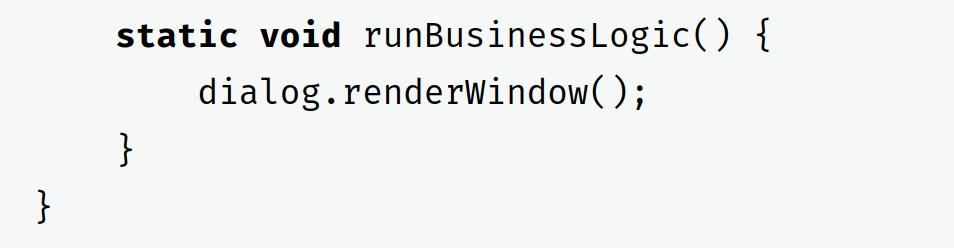 static void runBusinessLogic() {
dialog.renderWindow();
}
}